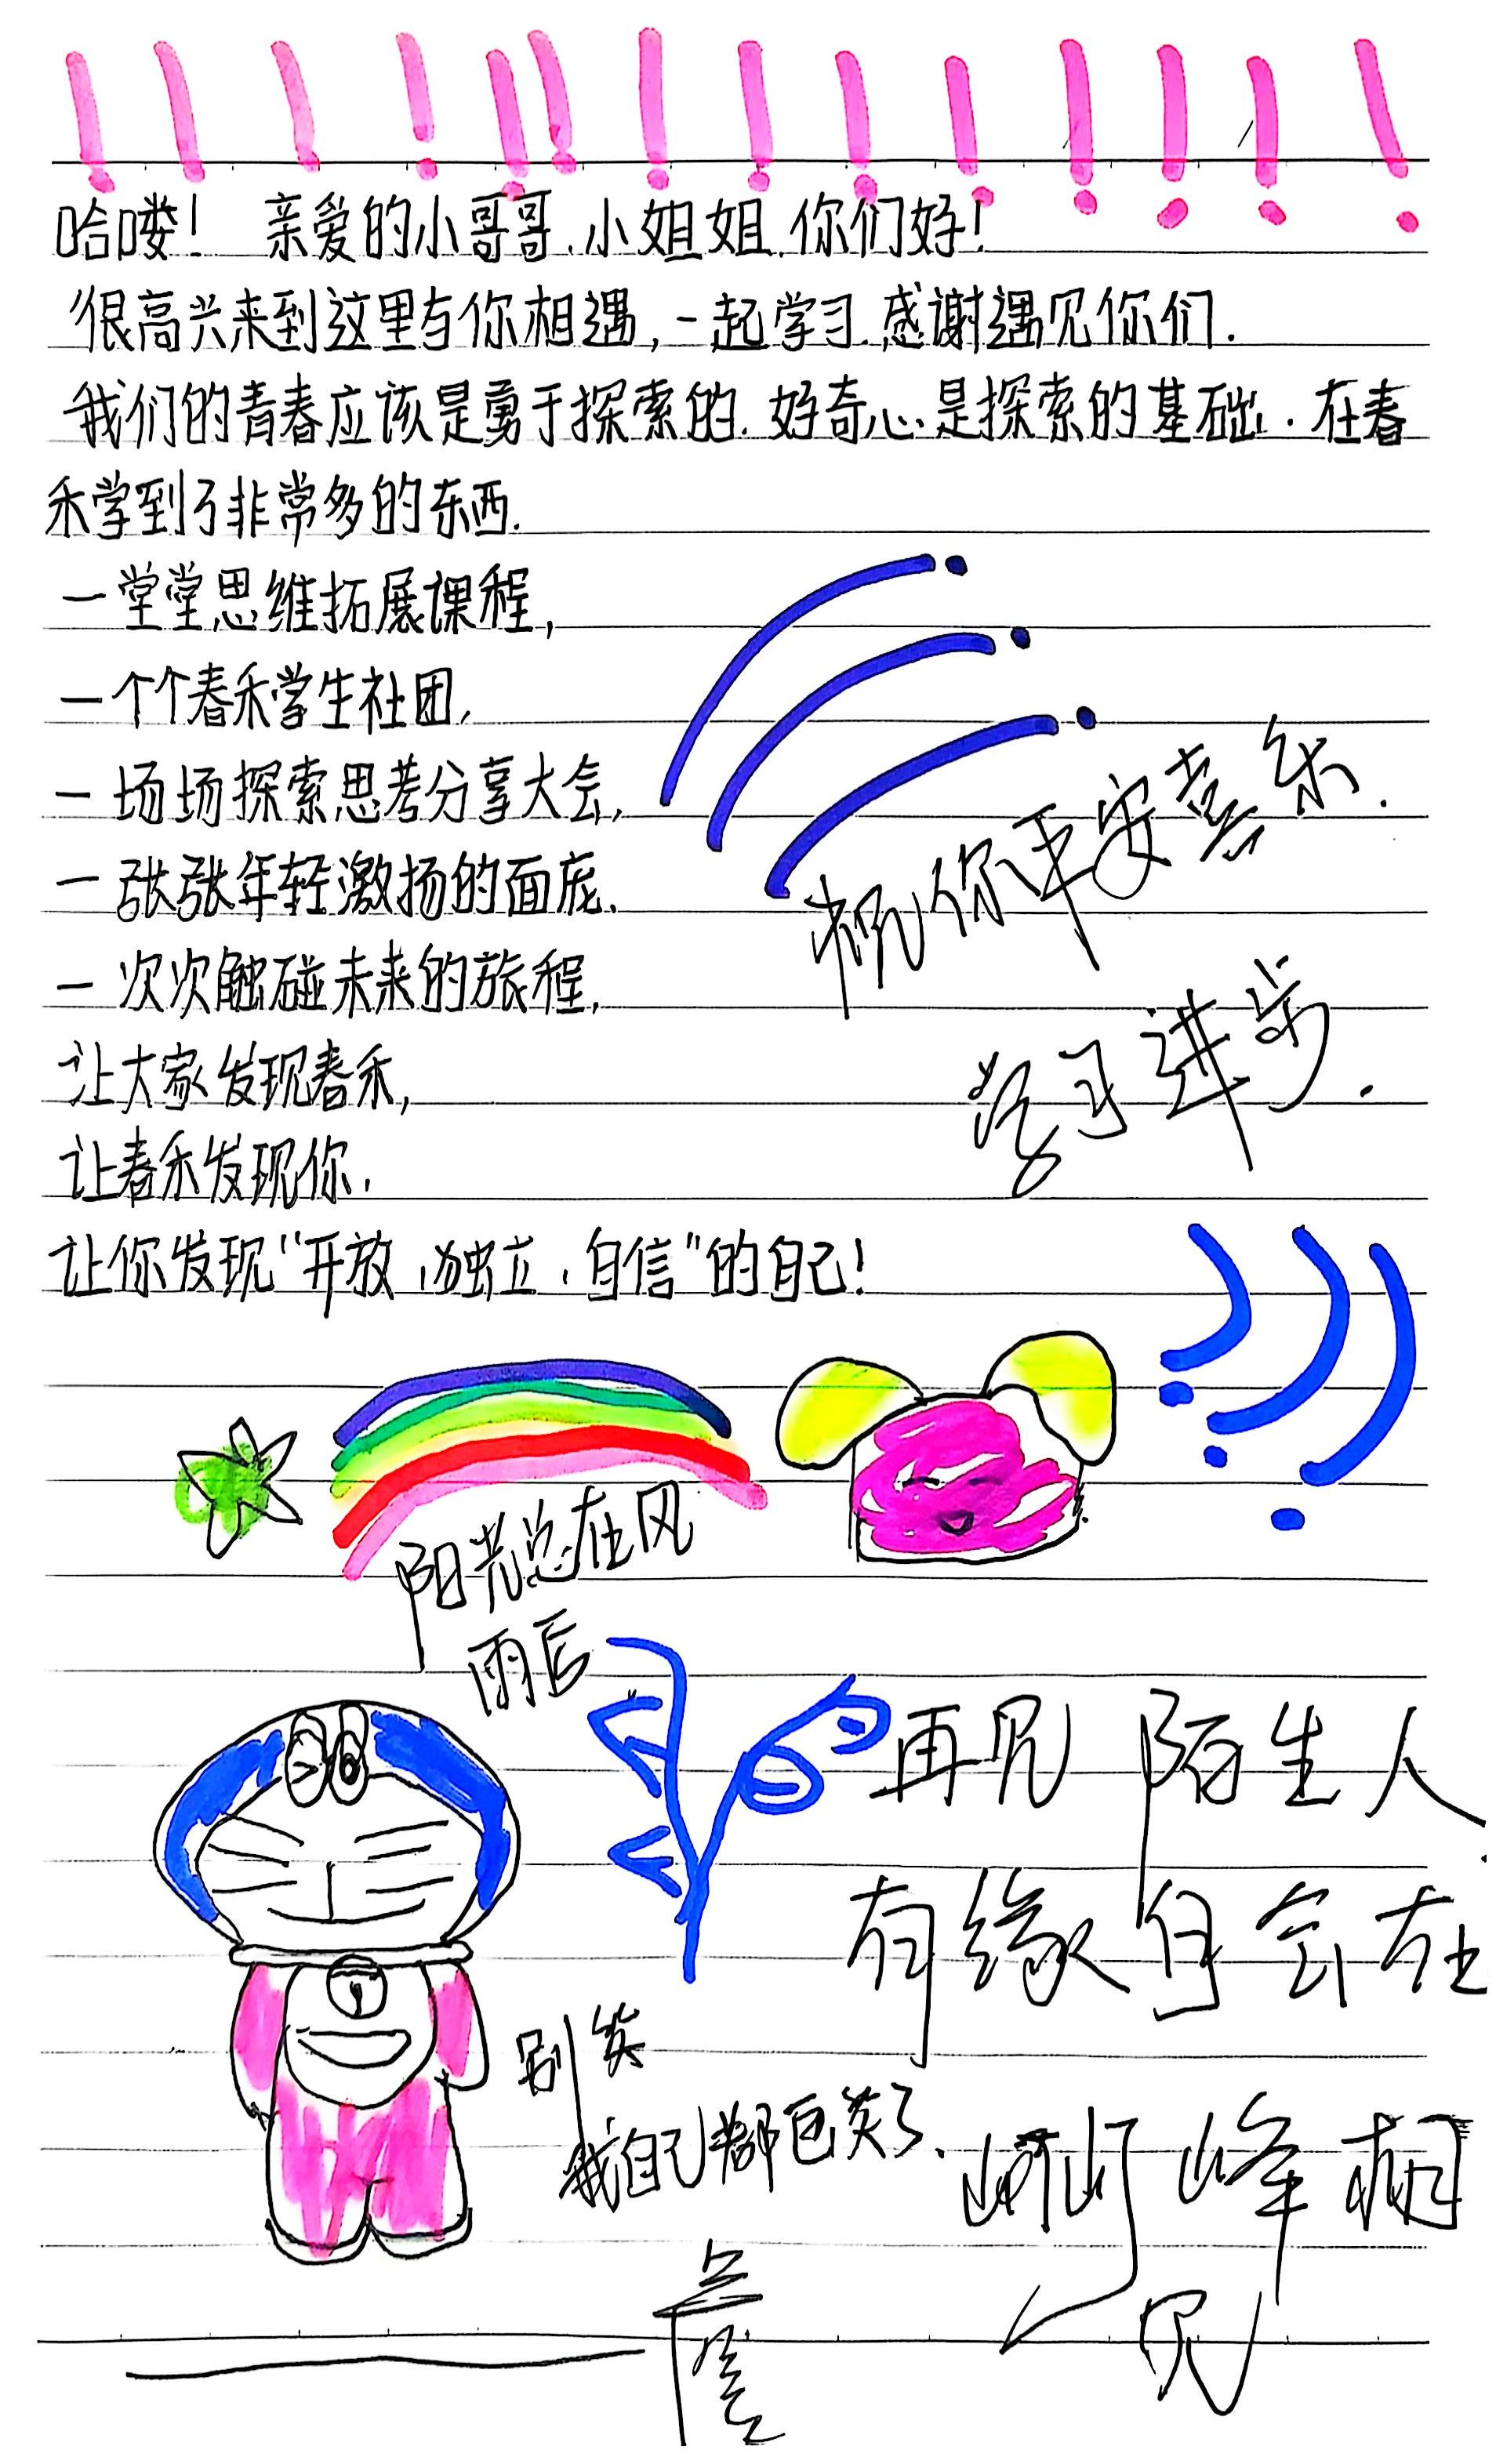 哈喽！ 亲爱的小哥哥、小姐姐、你们好！
很高兴来到这里与你相遇,一起学习,感谢遇见你们.
我们的青春应该是勇于探索的.好奇心是探索的基础.在春
禾学到了非常多的东西.
一堂堂思维拓展课程,
一个个春禾学生社团,
一场场探索思考分享大会,
一张张年轻激扬的面庞.
一次次触碰未来的旅程,
让大家发现春禾,
让春禾发现你.
让你发现“开放、独立、自信”的自己！
祝你平安喜乐.
学习进步.
阳光总在风
雨后
再见 陌生人.
有缘自会在
峰相
见
别笑
我自己都已笑了.